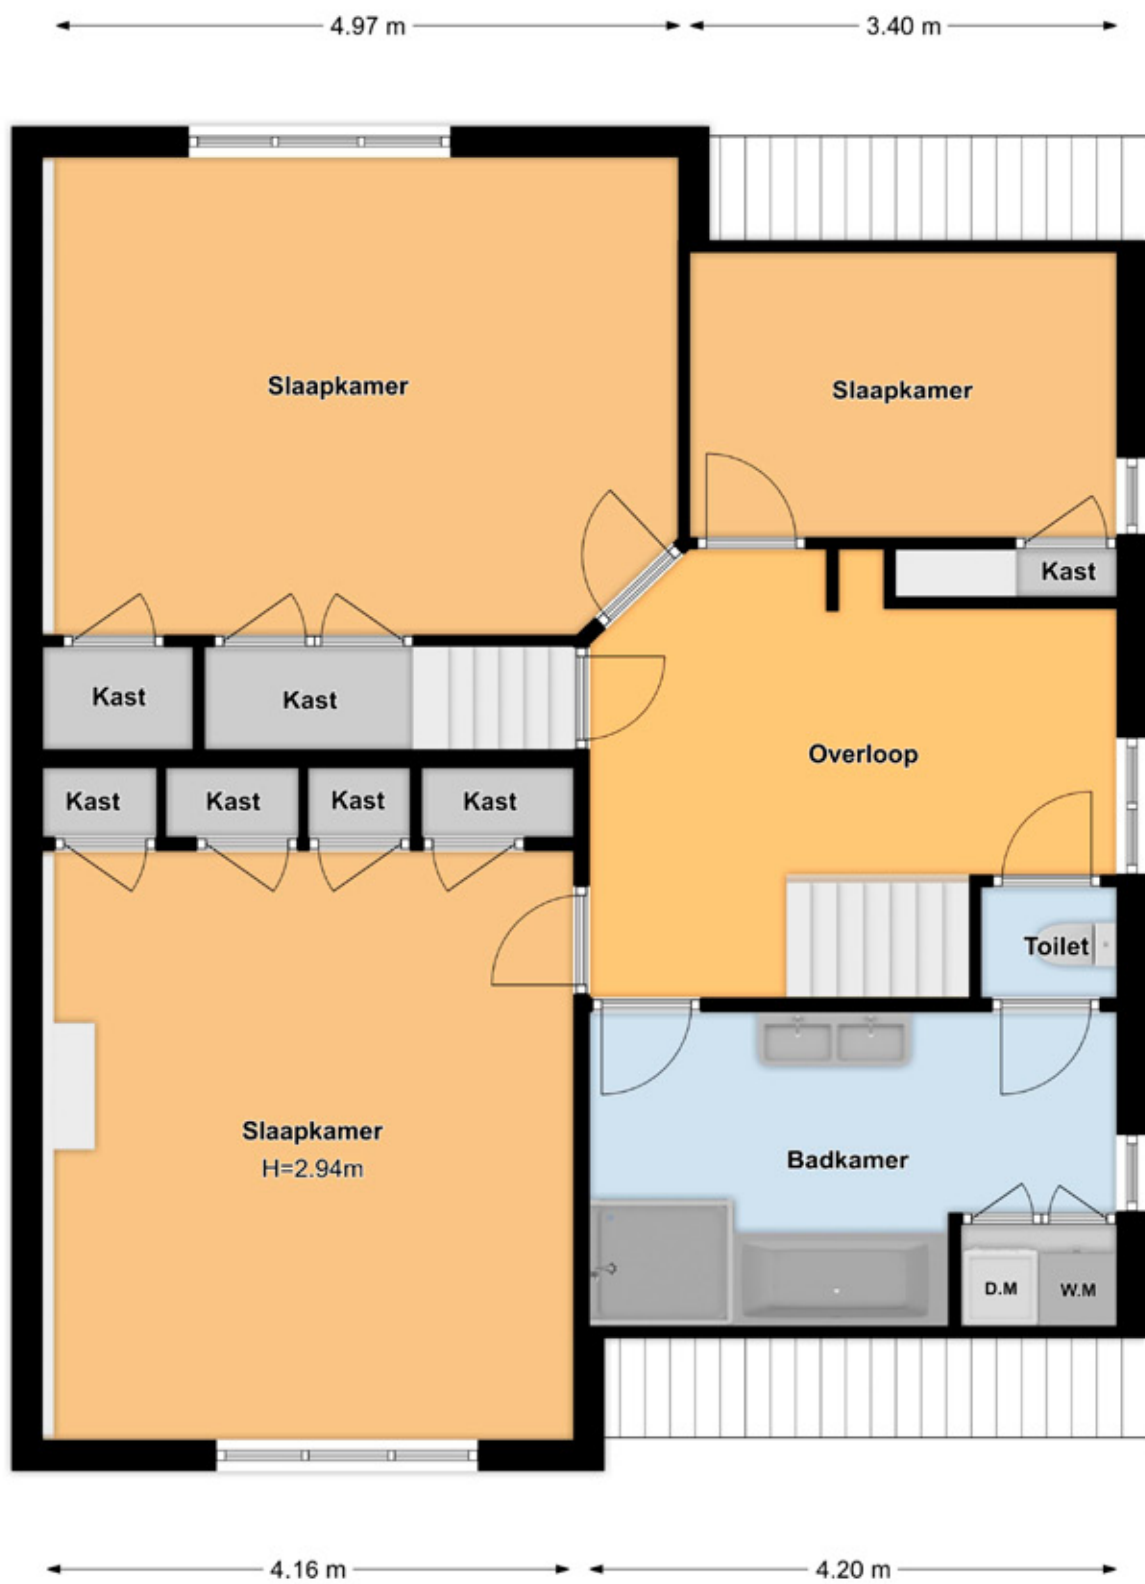 4.97 m
3.40 m
Slaapkamer
Slaapkamer
Kast
Kast
Kast
Overloop
Kast
Kast
Kast
Kast
Toilet
Slaapkamer
H=2.94m
Badkamer
D.M
W.M
4.16 m
4.20 m